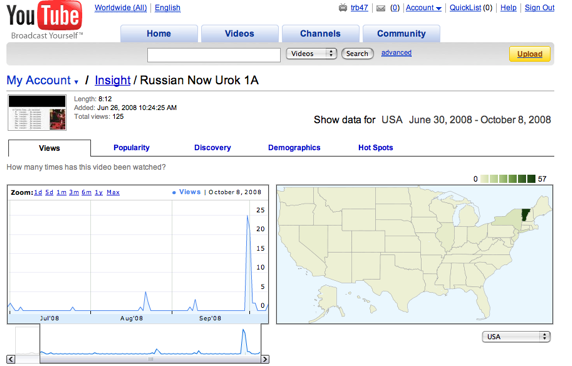 YouTube
Broadcast Yourself™
Worldwide (All) | English
trb47 (0) | Account ▾ | QuickList (0) | Help | Sign Out
Home Videos Channels Community
Videos Search advanced Upload
My Account ▾ / Insight / Russian Now Urok 1A
Length: 8:12
Added: Jun 26, 2008 10:24:25 AM
Total views: 125
Show data for USA June 30, 2008 - October 8, 2008
Views Popularity Discovery Demographics Hot Spots
How many times has this video been watched?
0 57
Zoom: 1d 5d 1m 3m 6m 1y Max
Views | October 8, 2008
25
20
15
10
5
0
Jul'08 Aug'08 Sep'08
USA